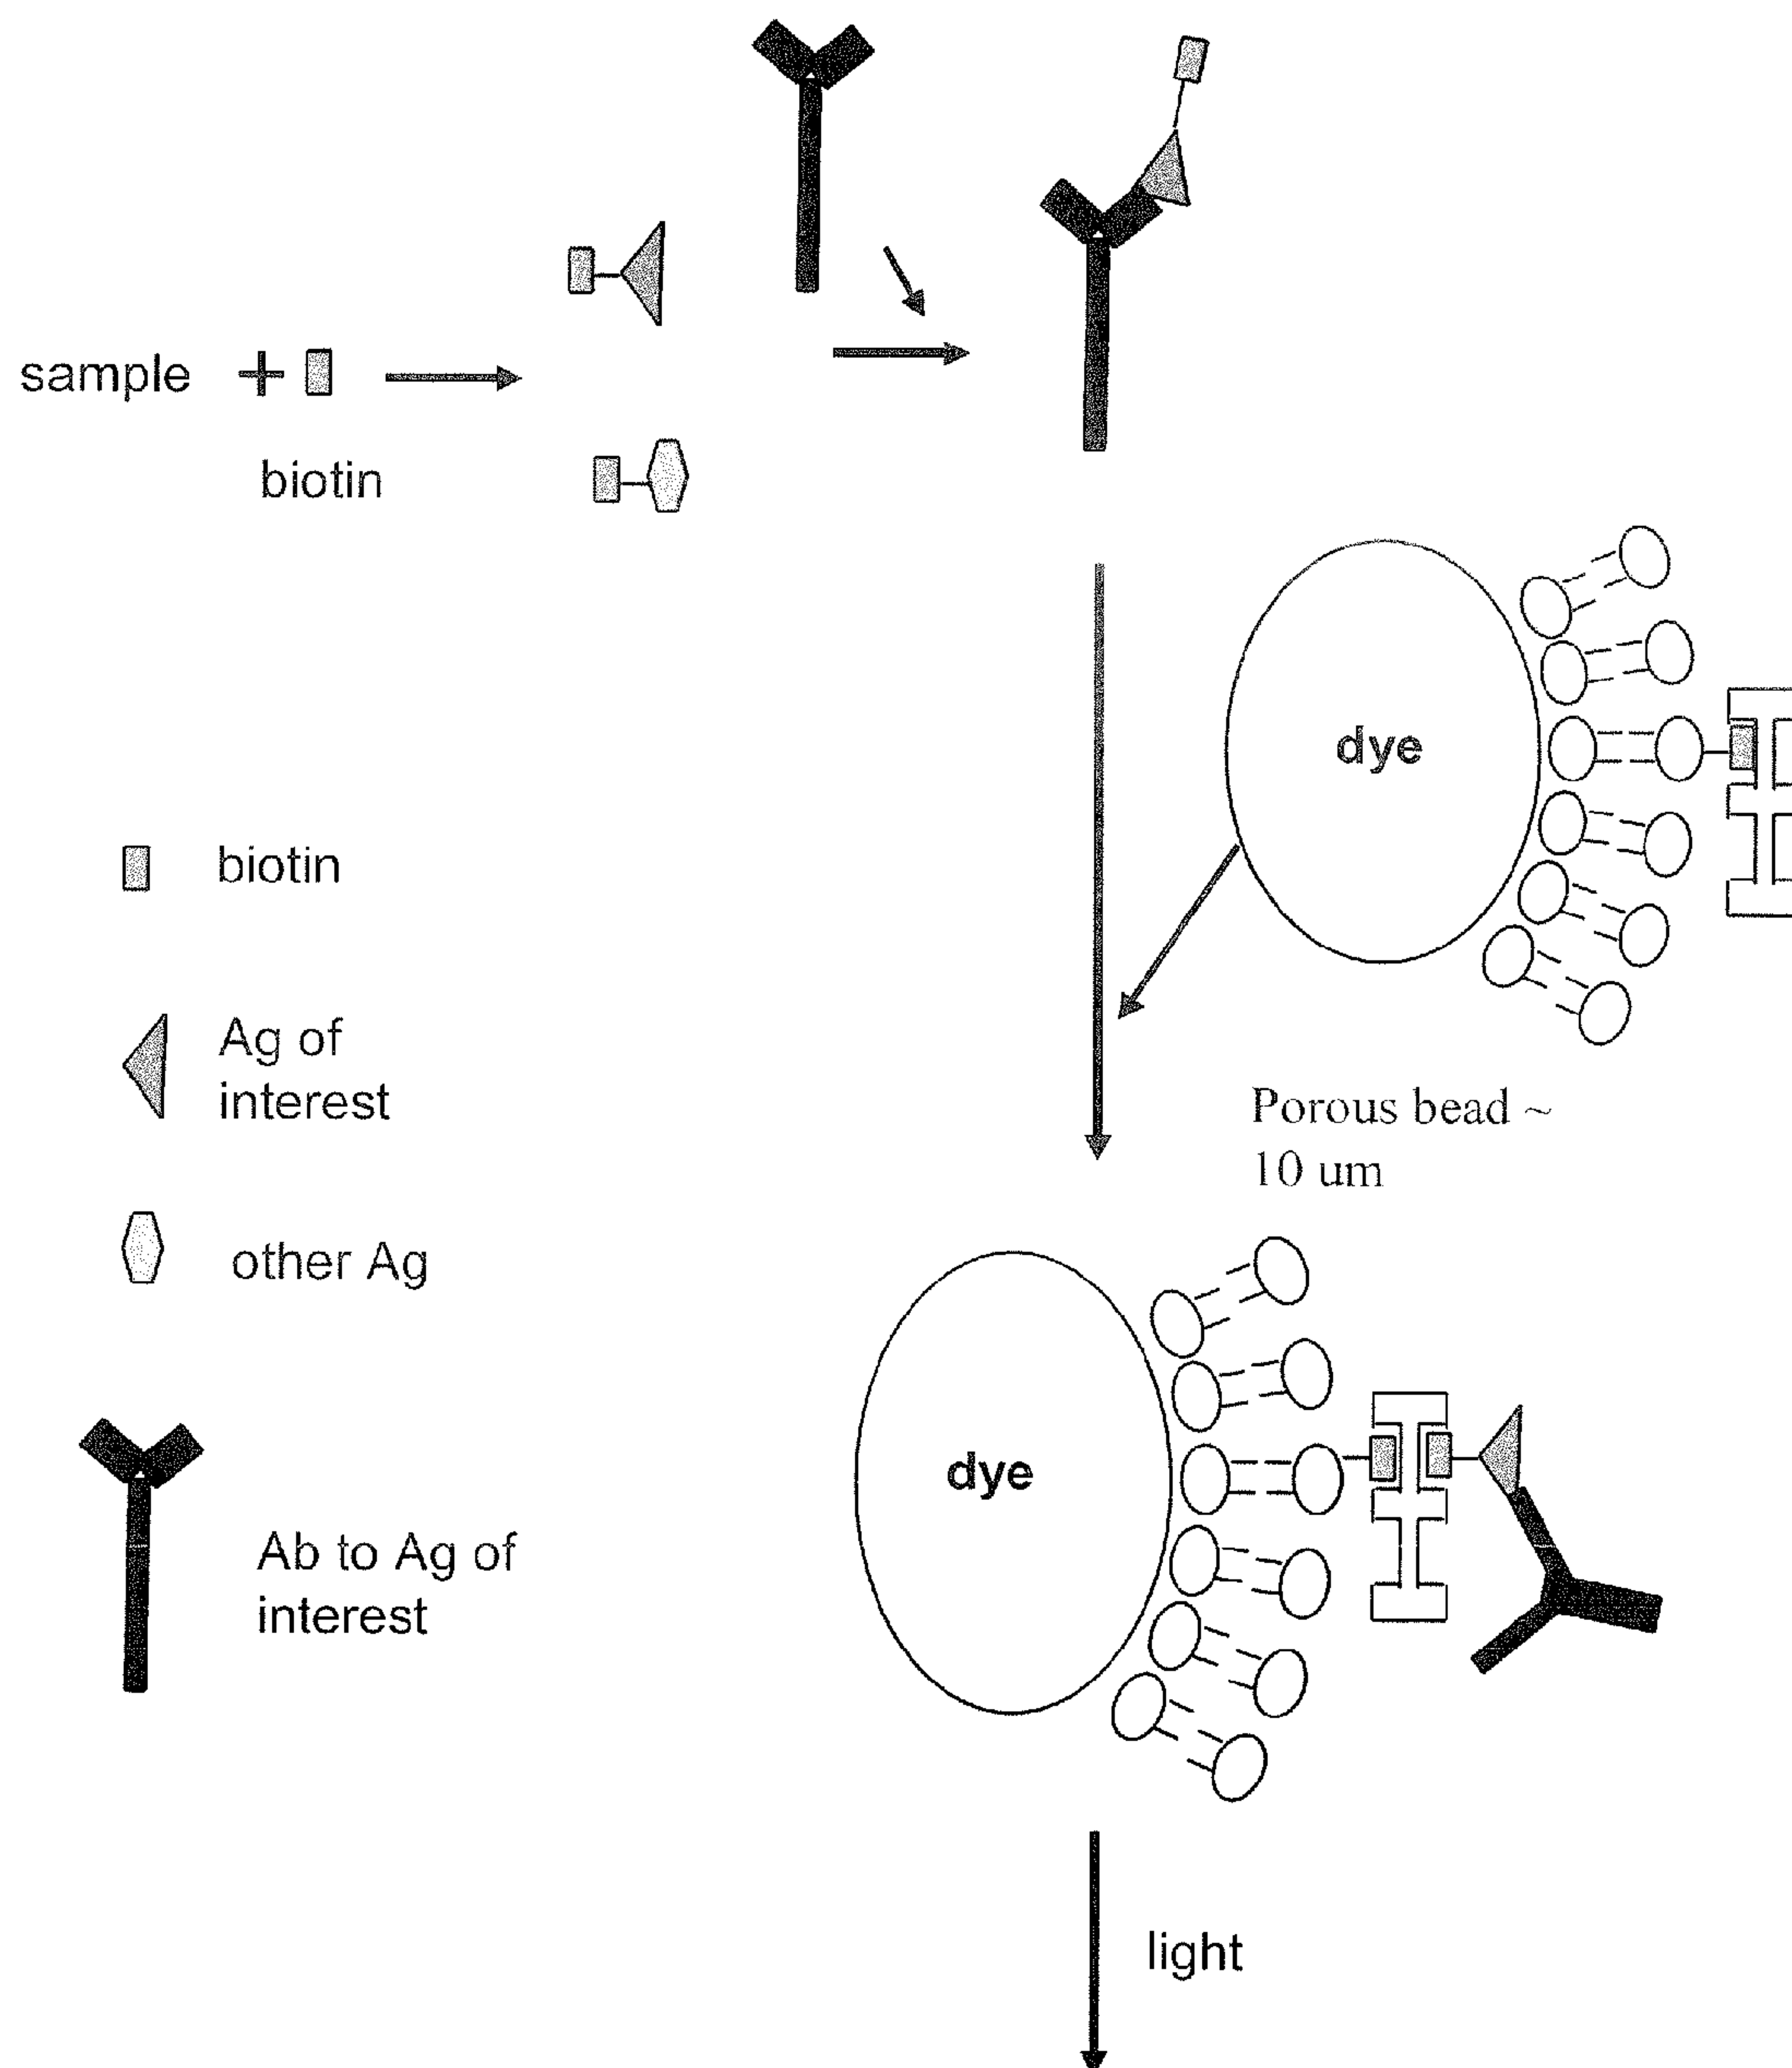 sample +
biotin
dye
biotin
Ag of
interest
Porous bead ~
10 um
other Ag
dye
Ab to Ag of
interest
light